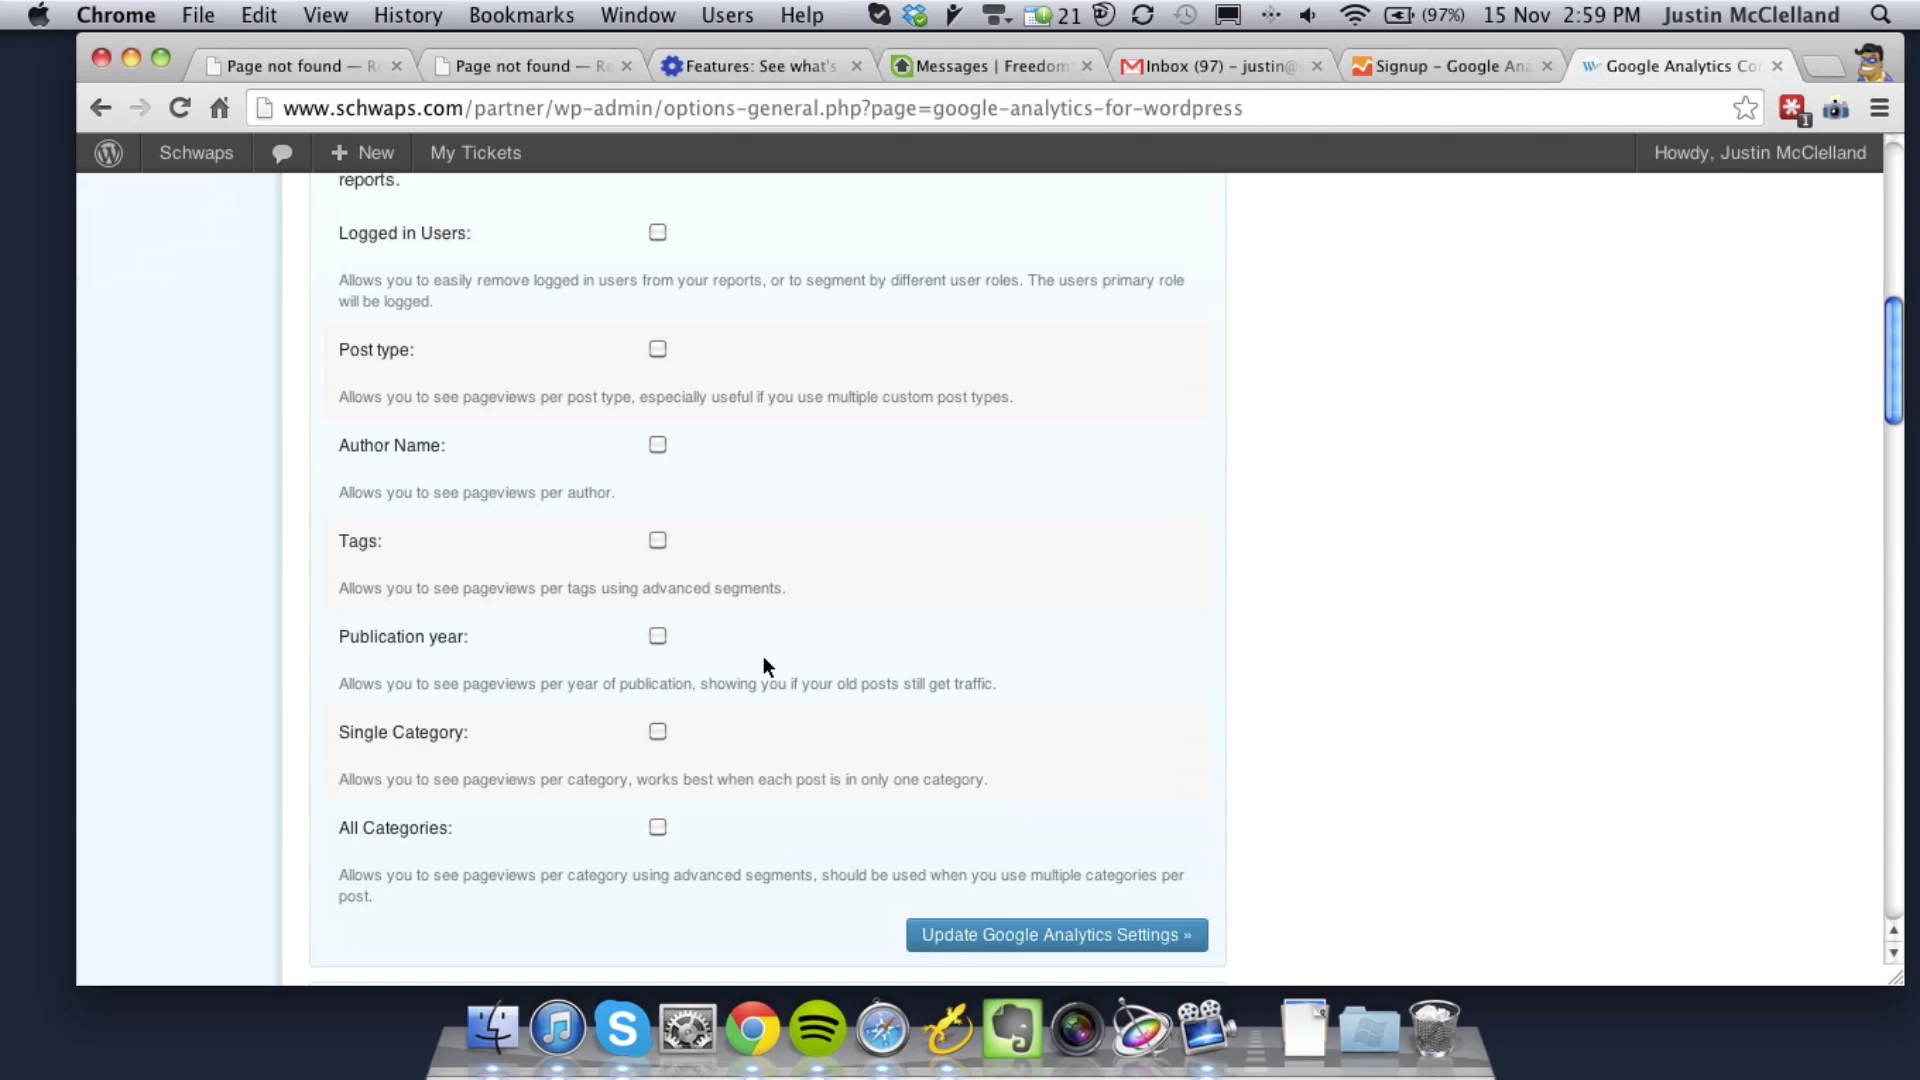 Chrome File Edit View History Bookmarks Window Users Help 21 (97%) 15 Nov 2:59 PM Justin McClelland
Page not found — Re Page not found — Re Features: See what's Messages | Freedom Inbox (97) – justin@ Signup – Google Ana Google Analytics Co
www.schwaps.com/partner/wp-admin/options-general.php?page=google-analytics-for-wordpress 1
Schwaps + New My Tickets Howdy, Justin McClelland
reports.
Logged in Users:
Allows you to easily remove logged in users from your reports, or to segment by different user roles. The users primary role
will be logged.
Post type:
Allows you to see pageviews per post type, especially useful if you use multiple custom post types.
Author Name:
Allows you to see pageviews per author.
Tags:
Allows you to see pageviews per tags using advanced segments.
Publication year:
Allows you to see pageviews per year of publication, showing you if your old posts still get traffic.
Single Category:
Allows you to see pageviews per category, works best when each post is in only one category.
All Categories:
Allows you to see pageviews per category using advanced segments, should be used when you use multiple categories per
post.
Update Google Analytics Settings »